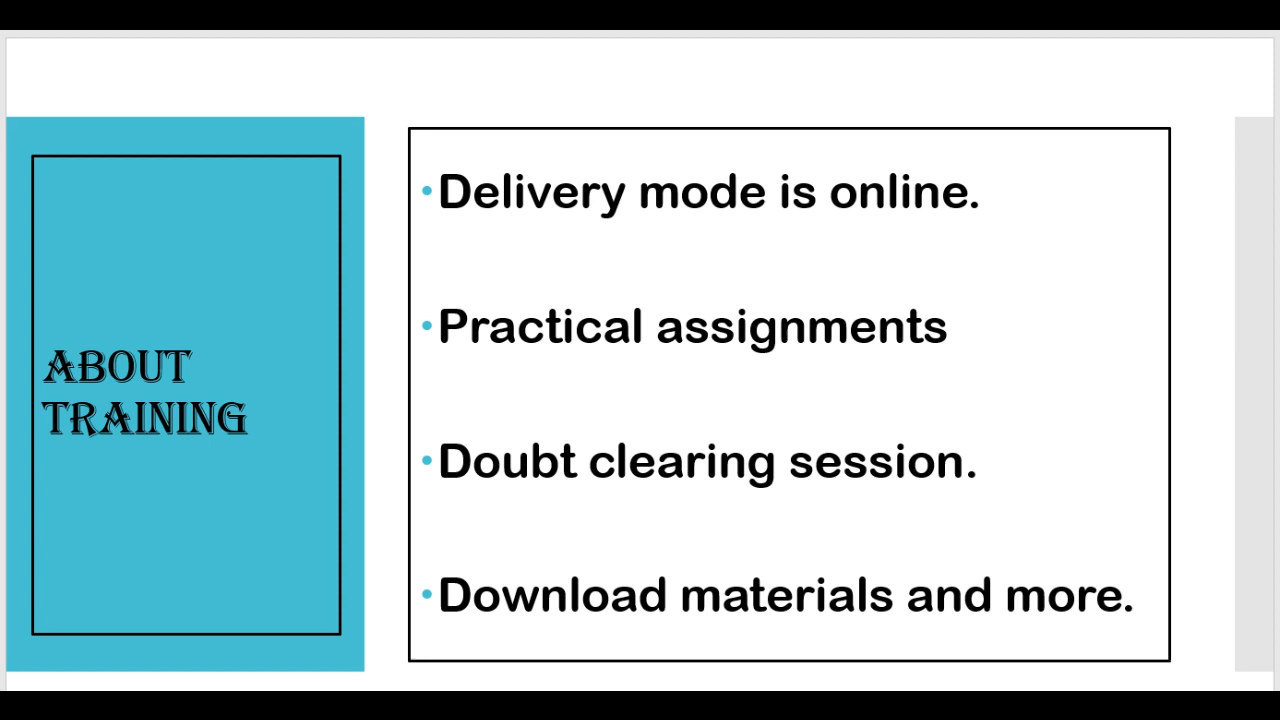 ABOUT
TRAINING
•Delivery mode is online.
•Practical assignments
•Doubt clearing session.
•Download materials and more.